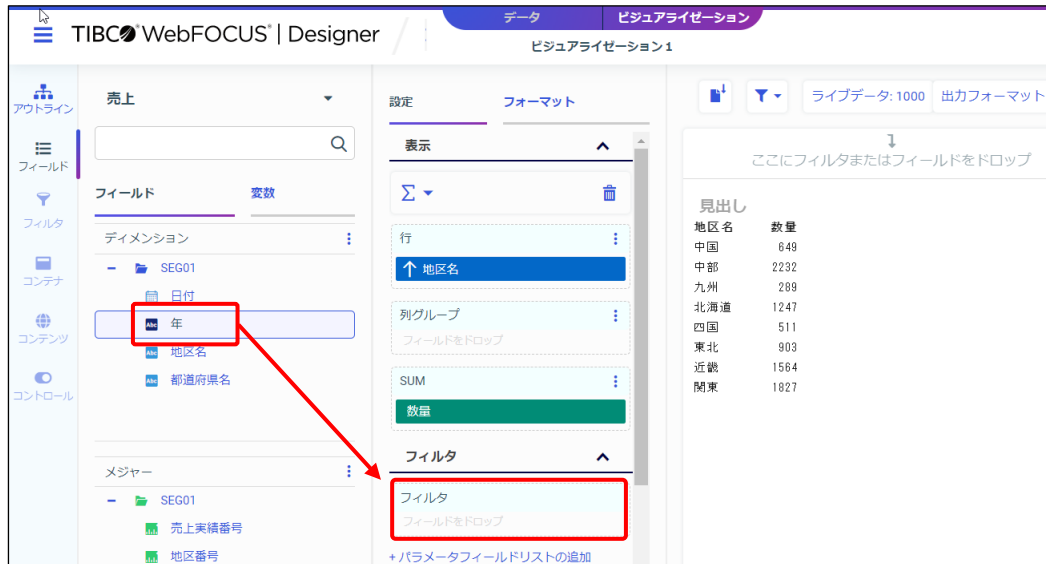 TIBCO® WebFOCUS® | Designer
データ
ビジュアライゼーション
ビジュアライゼーション 1
アウトライン
フィールド
フィルタ
コンテナ
コンテンツ
コントロール
売上
フィールド
変数
ディメンション
SEG01
日付
Abc 年
Abc 地区名
Abc 都道府県名
メジャー
SEG01
売上実績番号
地区番号
設定
フォーマット
表示
Σ
行
地区名
列グループ
フィールドをドロップ
SUM
数量
フィルタ
フィルタ
フィールドをドロップ
+ パラメータフィールドリストの追加
ライブデータ: 1000
出力フォーマット
ここにフィルタまたはフィールドをドロップ
見出し
地区名 数量
中国 649
中部 2232
九州 289
北海道 1247
四国 511
東北 903
近畿 1564
関東 1827